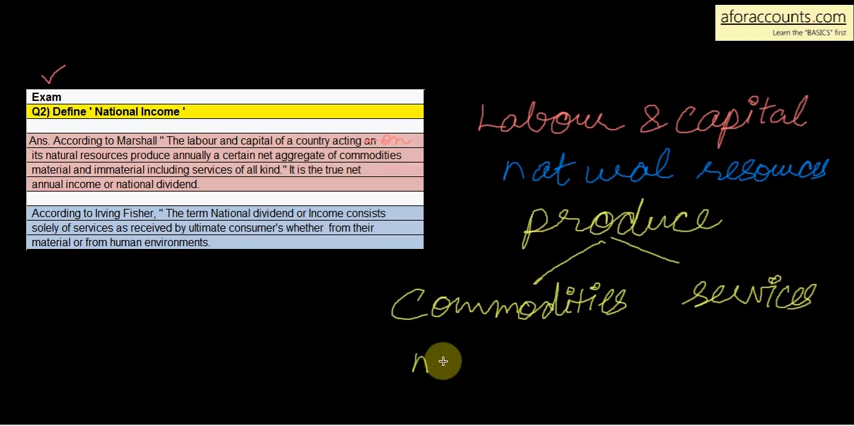 aforaccounts.com
Learn the "BASICS" first
Exam
Q2) Define ' National Income '
Ans. According to Marshall " The labour and capital of a country acting an on
its natural resources produce annually a certain net aggregate of commodities
material and immaterial including services of all kind." It is the true net
annual income or national dividend.
According to Irving Fisher, " The term National dividend or Income consists
solely of services as received by ultimate consumer's whether from their
material or from human environments.
Labour & Capital
natural resources
produce
Commodities services
n